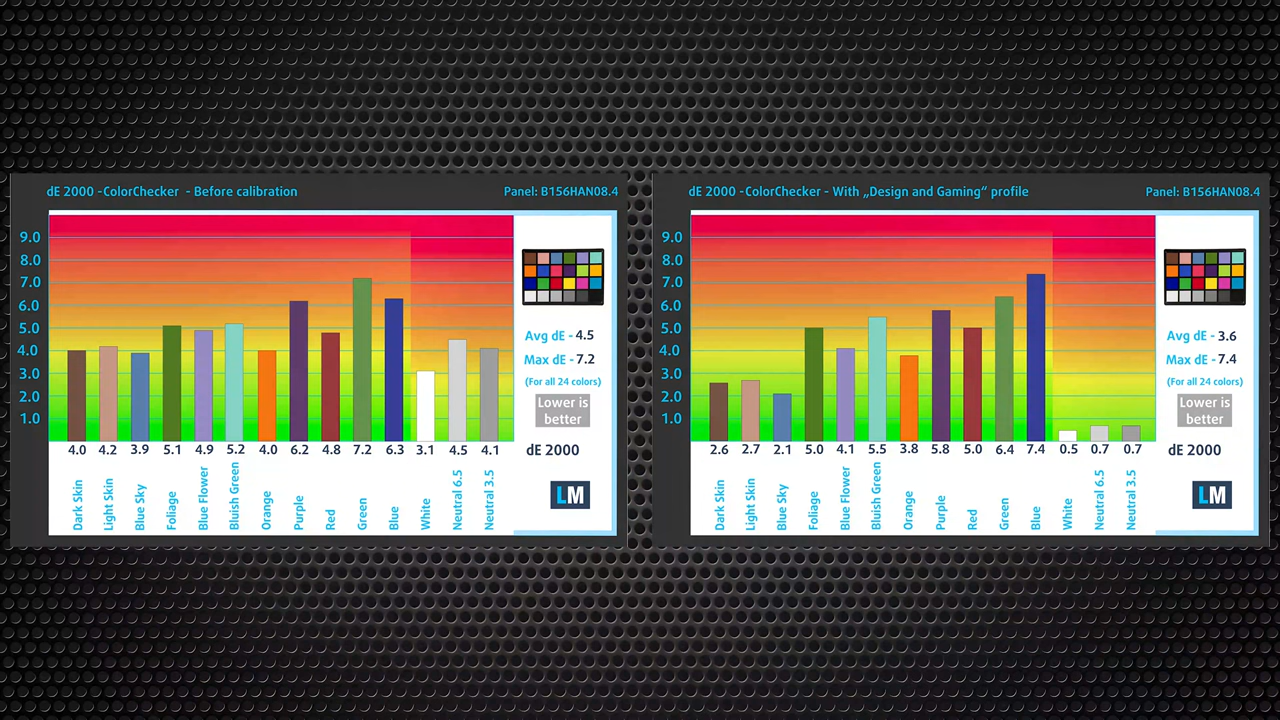 dE 2000 -ColorChecker - Before calibration
Panel: B156HAN08.4
9.0
8.0
7.0
6.0
5.0
4.0
3.0
2.0
1.0
Avg dE - 4.5
Max dE - 7.2
(For all 24 colors)
Lower is
better
4.0 4.2 3.9 5.1 4.9 5.2 4.0 6.2 4.8 7.2 6.3 3.1 4.5 4.1
dE 2000
Dark Skin
Light Skin
Blue Sky
Foliage
Blue Flower
Bluish Green
Orange
Purple
Red
Green
Blue
White
Neutral 6.5
Neutral 3.5
LM
dE 2000 -ColorChecker - With „Design and Gaming“ profile
Panel: B156HAN08.4
9.0
8.0
7.0
6.0
5.0
4.0
3.0
2.0
1.0
Avg dE - 3.6
Max dE - 7.4
(For all 24 colors)
Lower is
better
2.6 2.7 2.1 5.0 4.1 5.5 3.8 5.8 5.0 6.4 7.4 0.5 0.7 0.7
dE 2000
Dark Skin
Light Skin
Blue Sky
Foliage
Blue Flower
Bluish Green
Orange
Purple
Red
Green
Blue
White
Neutral 6.5
Neutral 3.5
LM